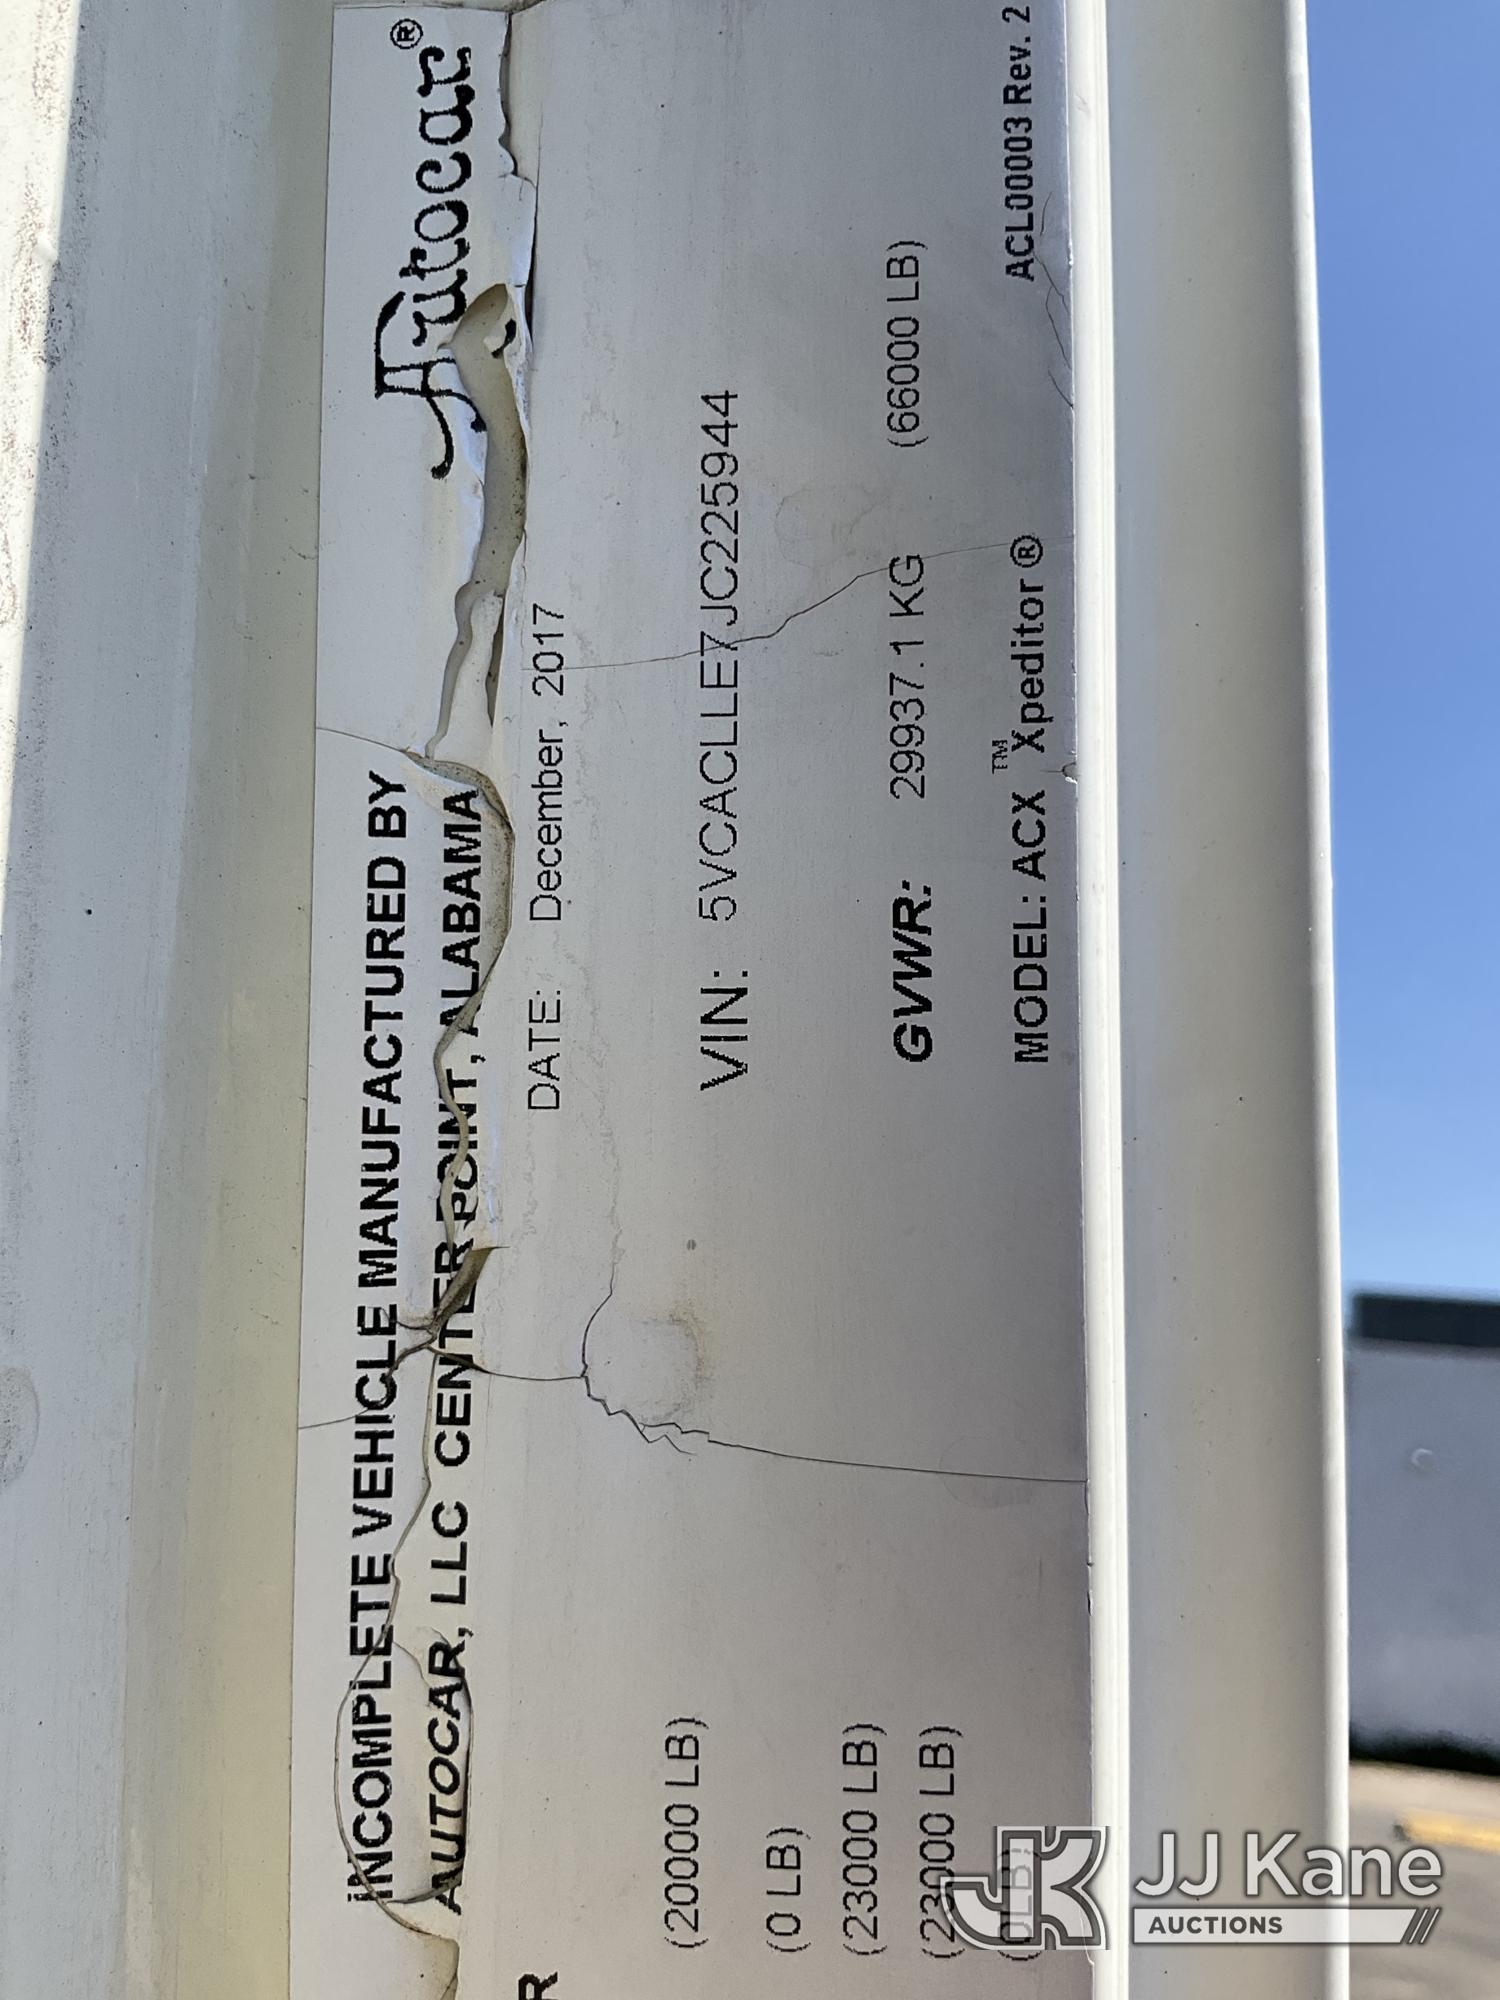 INCOMPLETE VEHICLE MANUFACTURED BY
AUTOCAR, LLC CENTER POINT, ALABAMA
Autocar®
R
DATE: December, 2017
(20000 LB)
VIN: 5VCACLLE7JC225944
(0 LB)
(23000 LB)
GVWR: 29937.1 KG (66000 LB)
(23000 LB)
(0 LB)
MODEL: ACX™ Xpeditor®
ACL00003 Rev. 2
JJ Kane
AUCTIONS